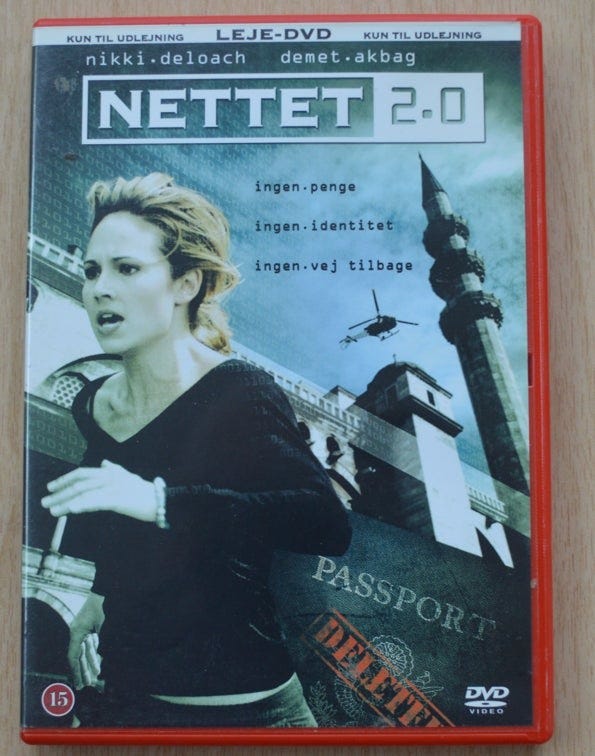 KUN TIL UDLEJNING LEJE-DVD KUN TIL UDLEJNING
nikki.deloach demet.akbag
NETTET 2.0
ingen.penge
ingen.identitet
ingen.vej tilbage
PASSPORT
DELETED
15
DVD
VIDEO